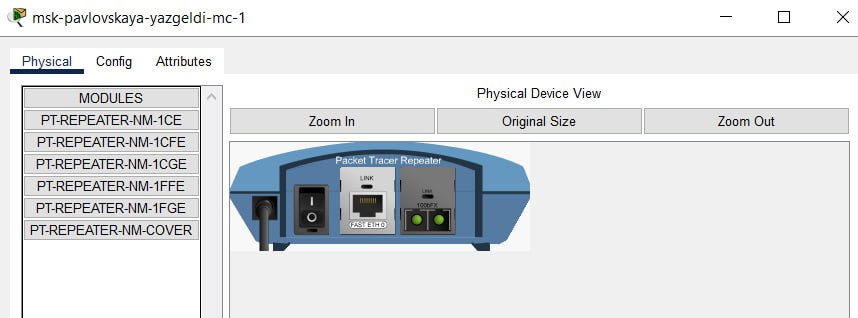 msk-pavlovskaya-yazgeldi-mc-1
Physical Config Attributes
MODULES
PT-REPEATER-NM-1CE
PT-REPEATER-NM-1CFE
PT-REPEATER-NM-1CGE
PT-REPEATER-NM-1FFE
PT-REPEATER-NM-1FGE
PT-REPEATER-NM-COVER
Physical Device View
Zoom In Original Size Zoom Out
Packet Tracer Repeater
LINK
FAST ETH 0
LINK
100bFX